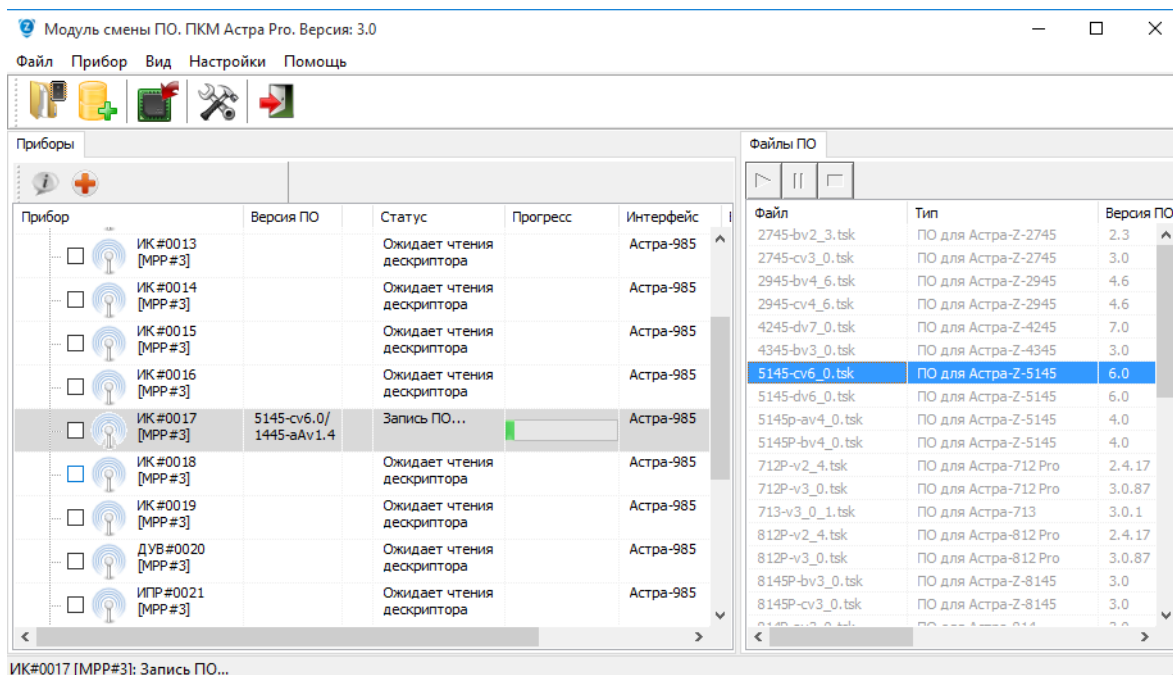 Модуль смены ПО. ПКМ Астра Pro. Версия: 3.0
Файл Прибор Вид Настройки Помощь
Приборы
Прибор Версия ПО Статус Прогресс Интерфейс
ИК#0013 Ожидает чтения Астра-985
[МРР#3] дескриптора
ИК#0014 Ожидает чтения Астра-985
[МРР#3] дескриптора
ИК#0015 Ожидает чтения Астра-985
[МРР#3] дескриптора
ИК#0016 Ожидает чтения Астра-985
[МРР#3] дескриптора
ИК#0017 5145-cv6.0/ Запись ПО... Астра-985
[МРР#3] 1445-aAv1.4
ИК#0018 Ожидает чтения Астра-985
[МРР#3] дескриптора
ИК#0019 Ожидает чтения Астра-985
[МРР#3] дескриптора
ДУВ#0020 Ожидает чтения Астра-985
[МРР#3] дескриптора
ИПР#0021 Ожидает чтения Астра-985
[МРР#3] дескриптора
Файлы ПО
Файл Тип Версия ПО
2745-bv2_3.tsk ПО для Астра-Z-2745 2.3
2745-cv3_0.tsk ПО для Астра-Z-2745 3.0
2945-bv4_6.tsk ПО для Астра-Z-2945 4.6
2945-cv4_6.tsk ПО для Астра-Z-2945 4.6
4245-dv7_0.tsk ПО для Астра-Z-4245 7.0
4345-bv3_0.tsk ПО для Астра-Z-4345 3.0
5145-cv6_0.tsk ПО для Астра-Z-5145 6.0
5145-dv6_0.tsk ПО для Астра-Z-5145 6.0
5145p-av4_0.tsk ПО для Астра-Z-5145 4.0
5145P-bv4_0.tsk ПО для Астра-Z-5145 4.0
712P-v2_4.tsk ПО для Астра-712 Pro 2.4.17
712P-v3_0.tsk ПО для Астра-712 Pro 3.0.87
713-v3_0_1.tsk ПО для Астра-713 3.0.1
812P-v2_4.tsk ПО для Астра-812 Pro 2.4.17
812P-v3_0.tsk ПО для Астра-812 Pro 3.0.87
8145P-bv3_0.tsk ПО для Астра-Z-8145 3.0
8145P-cv3_0.tsk ПО для Астра-Z-8145 3.0
ИК#0017 [МРР#3]: Запись ПО...